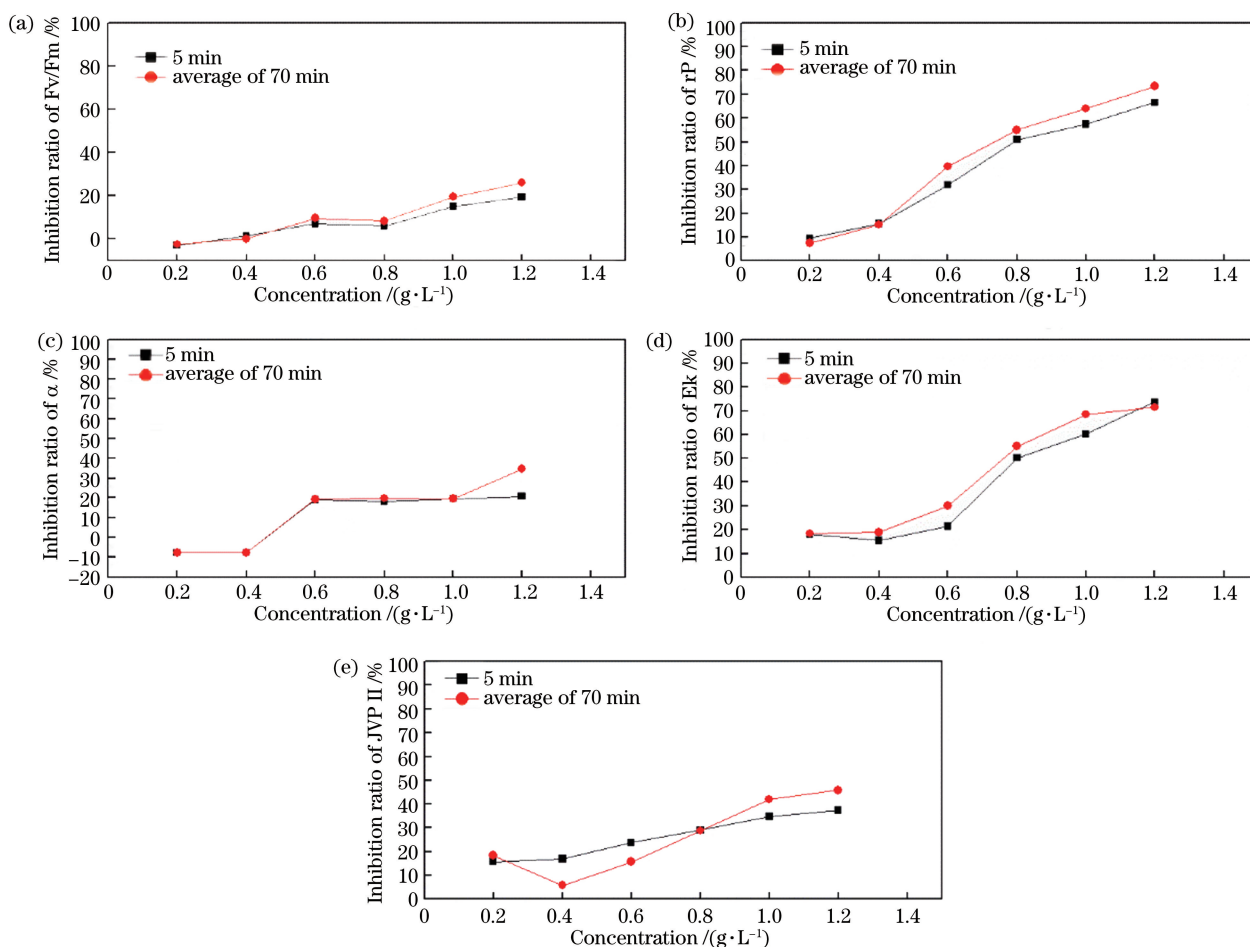 (a)
Inhibition ratio of Fv/Fm /%
100
80
60
40
20
0
5 min
average of 70 min
0 0.2 0.4 0.6 0.8 1.0 1.2 1.4
Concentration /(g·L⁻¹)
(b)
Inhibition ratio of rP /%
100
90
80
70
60
50
40
30
20
10
0
5 min
average of 70 min
0 0.2 0.4 0.6 0.8 1.0 1.2 1.4
Concentration /(g·L⁻¹)
(c)
Inhibition ratio of α /%
100
90
80
70
60
50
40
30
20
10
0
−10
−20
5 min
average of 70 min
0 0.2 0.4 0.6 0.8 1.0 1.2 1.4
Concentration /(g·L⁻¹)
(d)
Inhibition ratio of Ek /%
100
90
80
70
60
50
40
30
20
10
0
5 min
average of 70 min
0 0.2 0.4 0.6 0.8 1.0 1.2 1.4
Concentration /(g·L⁻¹)
(e)
Inhibition ratio of JVP II /%
100
90
80
70
60
50
40
30
20
10
0
5 min
average of 70 min
0 0.2 0.4 0.6 0.8 1.0 1.2 1.4
Concentration /(g·L⁻¹)